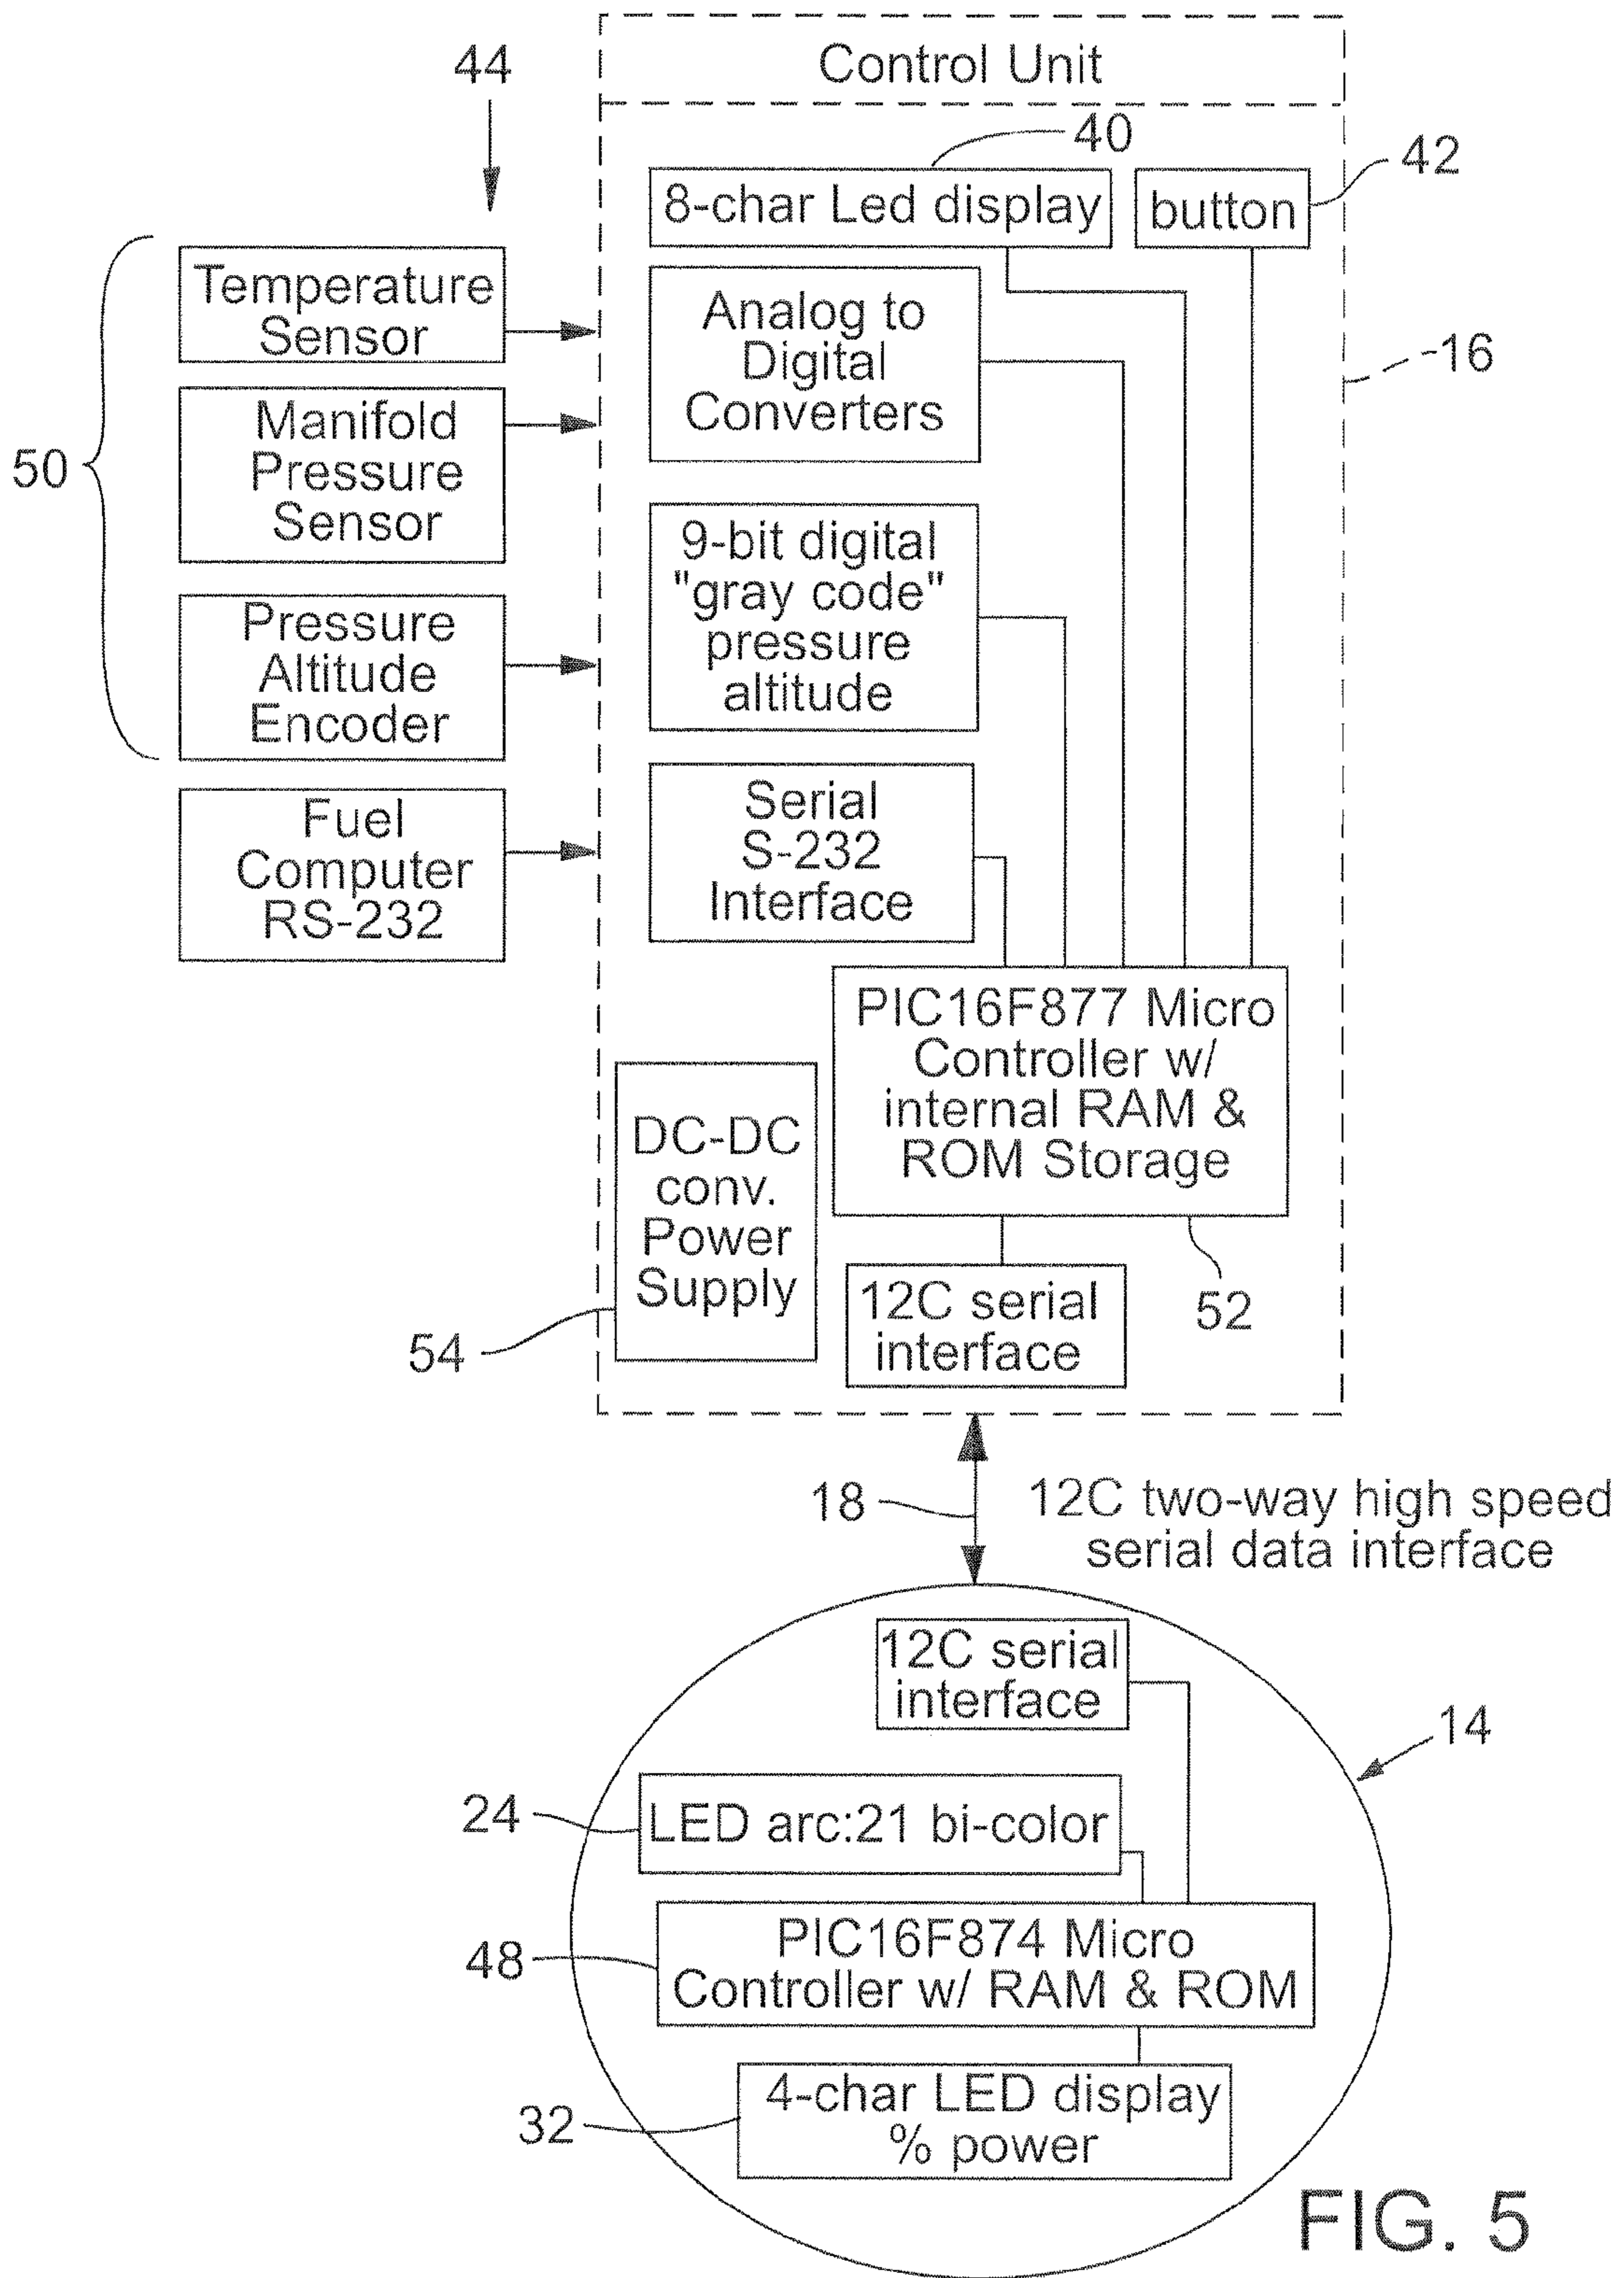 Control Unit
44
40
42
8-char Led display
button
Temperature
Sensor
Analog to
Digital
Converters
16
50
Manifold
Pressure
Sensor
9-bit digital
"gray code"
pressure
altitude
Pressure
Altitude
Encoder
Serial
S-232
Interface
Fuel
Computer
RS-232
PIC16F877 Micro
Controller w/
internal RAM &
ROM Storage
DC-DC
conv.
Power
Supply
54
12C serial
interface
52
18
12C two-way high speed
serial data interface
12C serial
interface
14
24
LED arc:21 bi-color
48
PIC16F874 Micro
Controller w/ RAM & ROM
32
4-char LED display
% power
FIG. 5